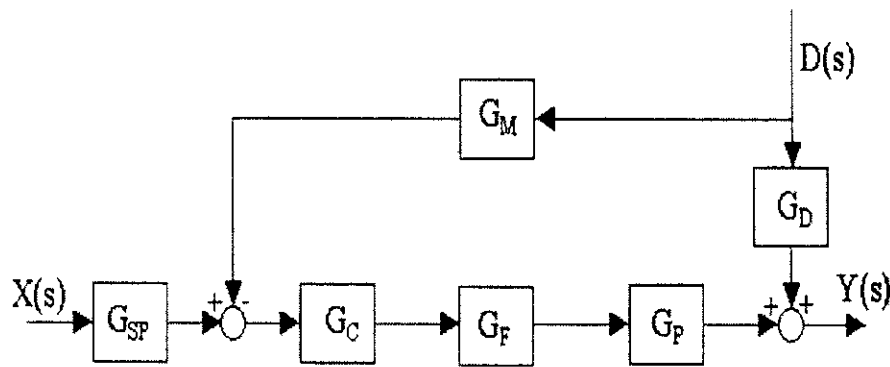 D(s)
G_M
G_D
X(s)
G_SP
+
-
G_C
G_F
G_P
+
+
Y(s)